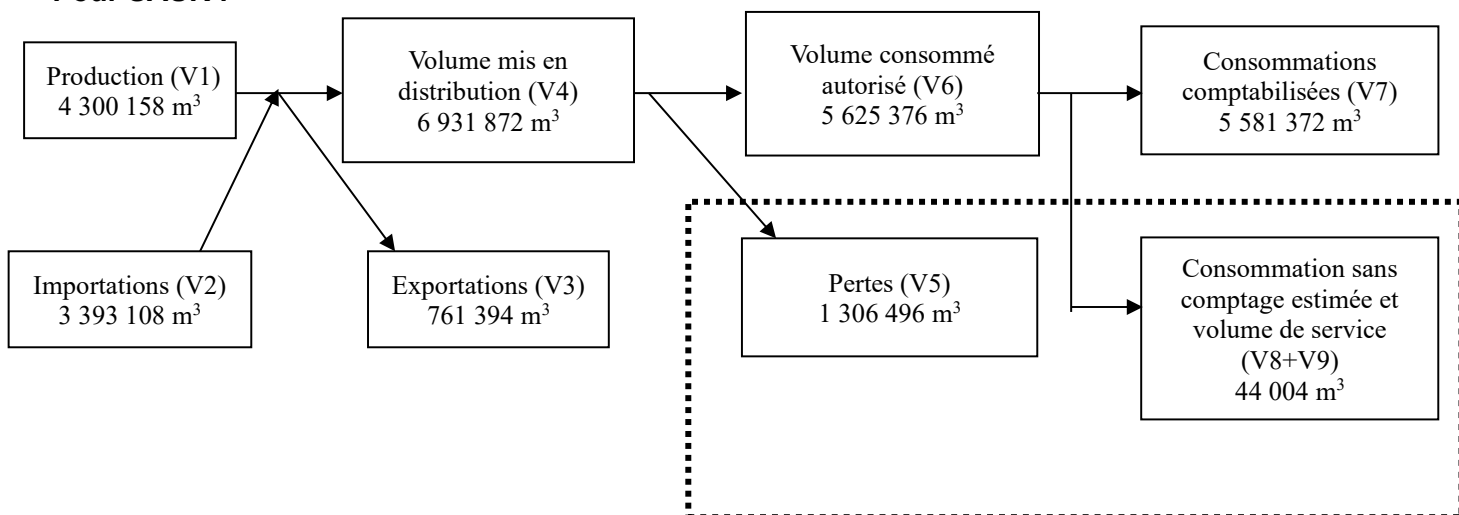 Production (V1)
4 300 158 m³
Volume mis en
distribution (V4)
6 931 872 m³
Volume consommé
autorisé (V6)
5 625 376 m³
Consommations
comptabilisées (V7)
5 581 372 m³
Importations (V2)
3 393 108 m³
Exportations (V3)
761 394 m³
Pertes (V5)
1 306 496 m³
Consommation sans
comptage estimée et
volume de service
(V8+V9)
44 004 m³